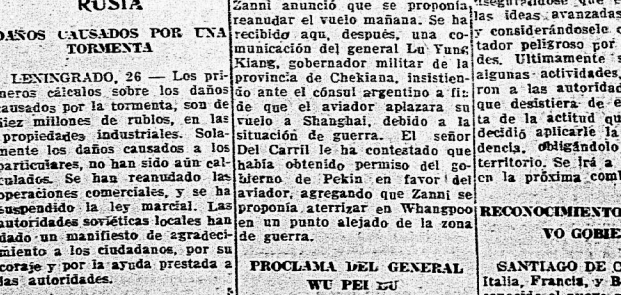 RUSIA
DAÑOS CAUSADOS POR UNA
TORMENTA
LENINGRADO, 26 — Los pri-
meros cálculos sobre los daños
causados por la tormenta, son de
diez millones de rublos, en las
propiedades industriales. Sola-
mente los daños causados a los
particulares, no han sido aún cal-
culados. Se han reanudado las
operaciones comerciales, y se ha
suspendido la ley marcial. Las
autoridades soviéticas locales han
dado un manifiesto de agradeci-
miento a los ciudadanos, por su
coraje y por la ayuda prestada a
las autoridades.
Zanni anunció que se proponía
reanudar el vuelo mañana. Se ha
recibido aquí, después, una co-
municación del general Lu Yung
Xiang, gobernador militar de la
provincia de Chekiana, insistien-
do ante el cónsul argentino a fin
de que el aviador aplazara su
vuelo a Shanghai, debido a la
situación de guerra. El señor
Del Carril le ha contestado que
había obtenido permiso del go-
bierno de Pekin en favor del
aviador, agregando que Zanni se
proponía aterrizar en Whangpoo
en un punto alejado de la zona
de guerra.
PROCLAMA DEL GENERAL
WU PEI
las ideas avanzadas
y considerándosele
tador peligroso por
des. Ultimamente
algunas actividades,
ron a las autoridad
que desistiera de
ta de la actitud qu
decidió aplicarle la
dencia, obligándolo
territorio. Se irá a
en la próxima comb
RECONOCIMIENTO
VO GOBIE
SANTIAGO DE C
Italia, Francia, y B